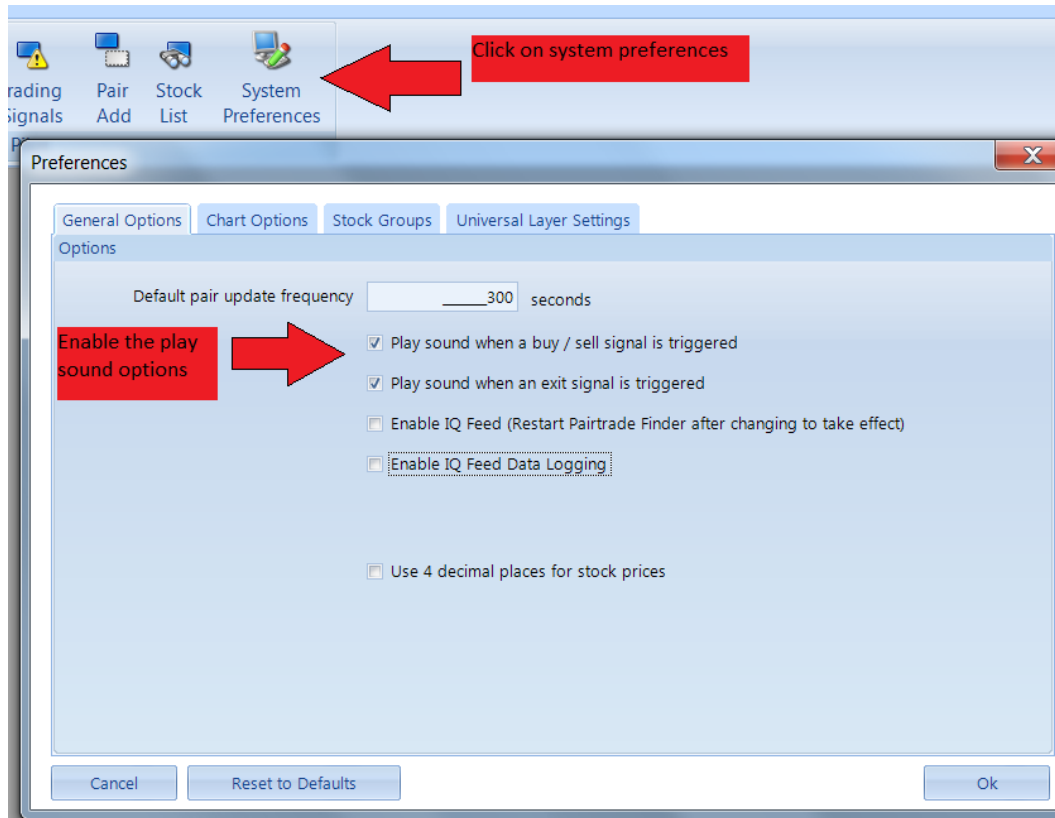 Click on system preferences
rading Pair Stock System
Signals Add List Preferences
Preferences
General Options Chart Options Stock Groups Universal Layer Settings
Options
Default pair update frequency _____300 seconds
Enable the play
sound options
Play sound when a buy / sell signal is triggered
Play sound when an exit signal is triggered
Enable IQ Feed (Restart Pairtrade Finder after changing to take effect)
Enable IQ Feed Data Logging
Use 4 decimal places for stock prices
Cancel Reset to Defaults Ok